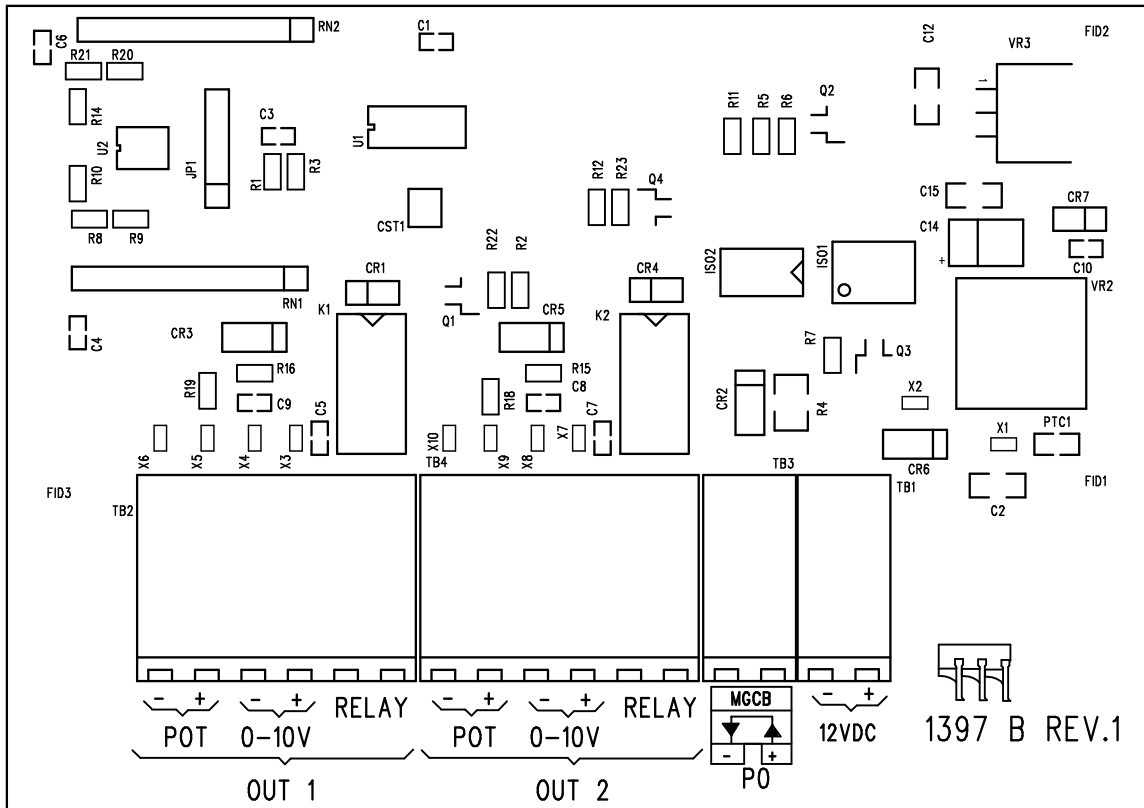 RN2
C1
C6
R21 R20
C12
VR3
FID2
R14
U2
JP1
C3
R1
R3
U1
R11
R5
R6
Q2
R10
R8
R9
CST1
R12
R23
Q4
C15
C14
+
CR7
C10
VR2
RN1
R22
R2
ISO2
ISO1
CR1
K1
Q1
CR4
K2
CR5
C4
CR3
R16
R19
C9
C5
R15
C8
R18
C7
R7
Q3
CR2
R4
X2
X1
PTC1
X6
X5
X4
X3
X10
X9
X8
X7
CR6
FID3
TB2
TB4
TB3
TB1
C2
FID1
- + - + RELAY
POT 0-10V
OUT 1
- + - + RELAY
POT 0-10V
OUT 2
MGCB
- +
PO
- +
12VDC
1397 B REV.1